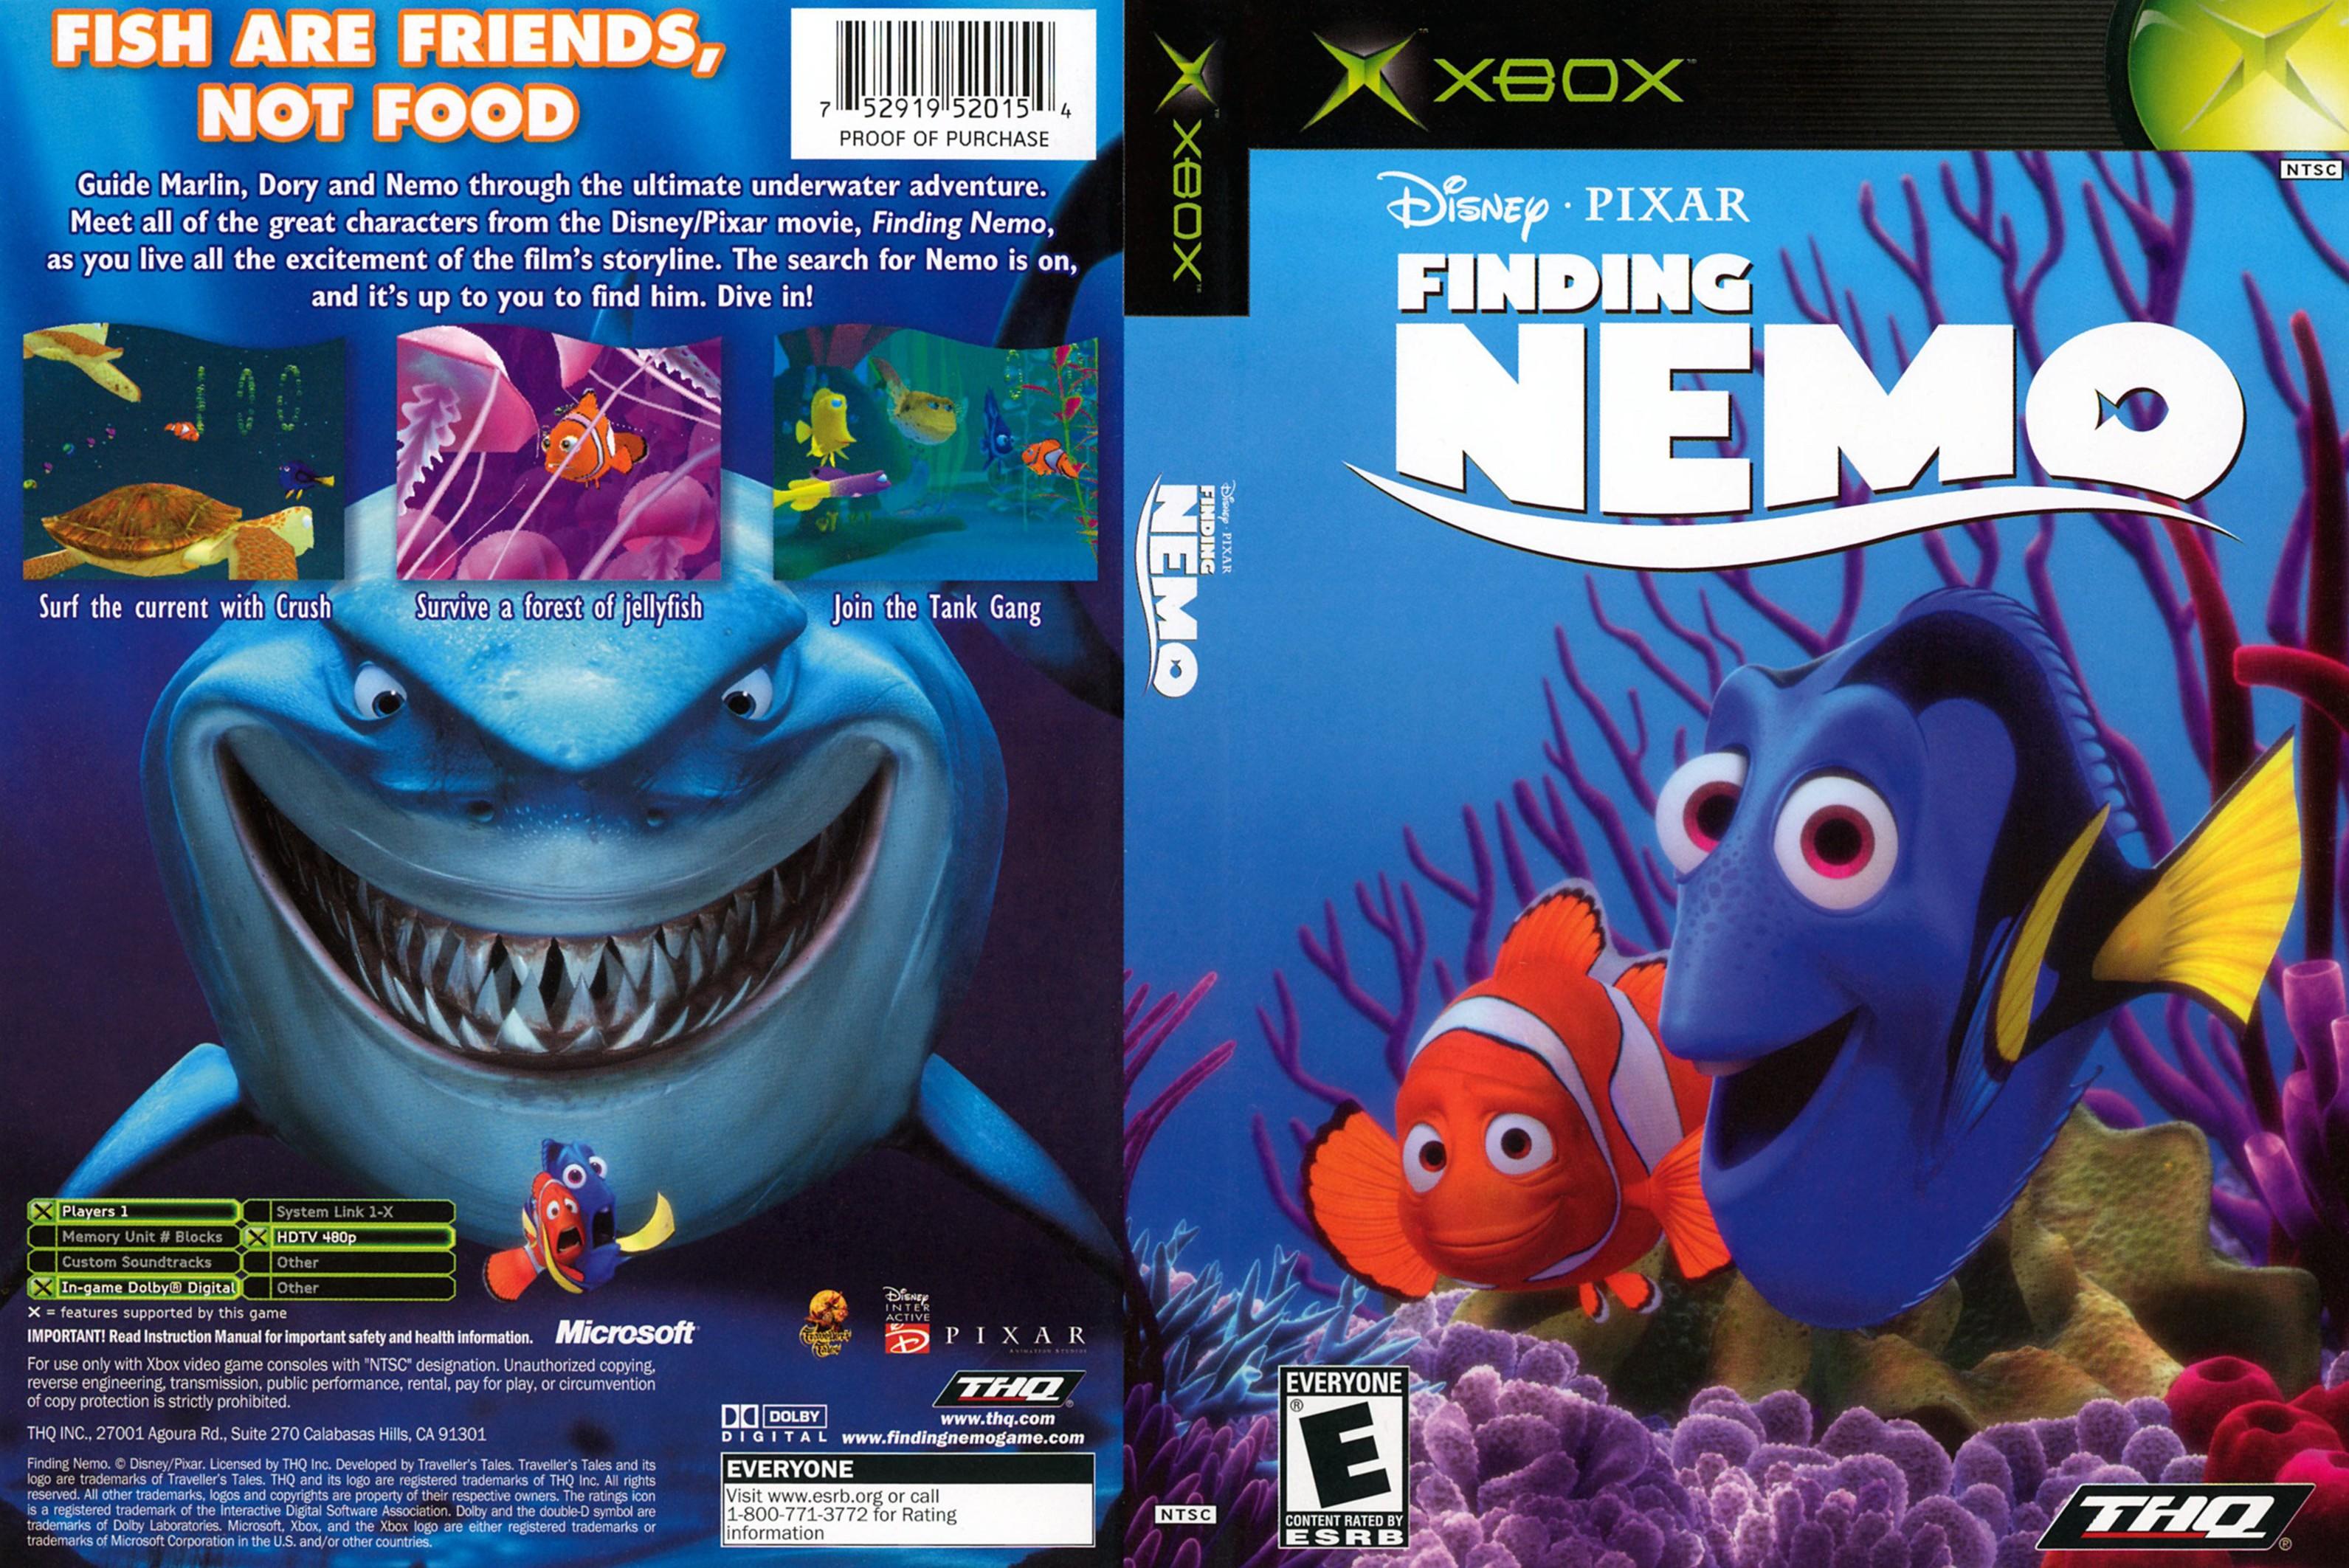 FISH ARE FRIENDS,
NOT FOOD
7 52919 52015 4
PROOF OF PURCHASE
Guide Marlin, Dory and Nemo through the ultimate underwater adventure.
Meet all of the great characters from the Disney/Pixar movie, Finding Nemo,
as you live all the excitement of the film's storyline. The search for Nemo is on,
and it's up to you to find him. Dive in!
100
Surf the current with Crush
Survive a forest of jellyfish
Join the Tank Gang
Players 1
System Link 1-X
Memory Unit # Blocks
HDTV 480p
Custom Soundtracks
Other
In-game Dolby® Digital
Other
X = features supported by this game
IMPORTANT! Read Instruction Manual for important safety and health information.
Microsoft
For use only with Xbox video game consoles with "NTSC" designation. Unauthorized copying,
reverse engineering, transmission, public performance, rental, pay for play, or circumvention
of copy protection is strictly prohibited.
THQ INC., 27001 Agoura Rd., Suite 270 Calabasas Hills, CA 91301
Finding Nemo. © Disney/Pixar. Licensed by THQ Inc. Developed by Traveller's Tales. Traveller's Tales and its
logo are trademarks of Traveller's Tales. THQ and its logo are registered trademarks of THQ Inc. All rights
reserved. All other trademarks, logos and copyrights are property of their respective owners. The ratings icon
is a registered trademark of the Interactive Digital Software Association. Dolby and the double-D symbol are
trademarks of Dolby Laboratories. Microsoft, Xbox, and the Xbox logo are either registered trademarks or
trademarks of Microsoft Corporation in the U.S. and/or other countries.
Traveller's
Tales
DISNEY
INTER
ACTIVE
PIXAR
ANIMATION STUDIOS
THQ®
www.thq.com
DOLBY
DIGITAL
www.findingnemogame.com
EVERYONE
Visit www.esrb.org or call
1-800-771-3772 for Rating
information
XBOX™
Disney · PIXAR
FINDING
NEMO
NTSC
XBOX™
NTSC
Disney · PIXAR
FINDING
NEMO
EVERYONE
E®
CONTENT RATED BY
ESRB
THQ®